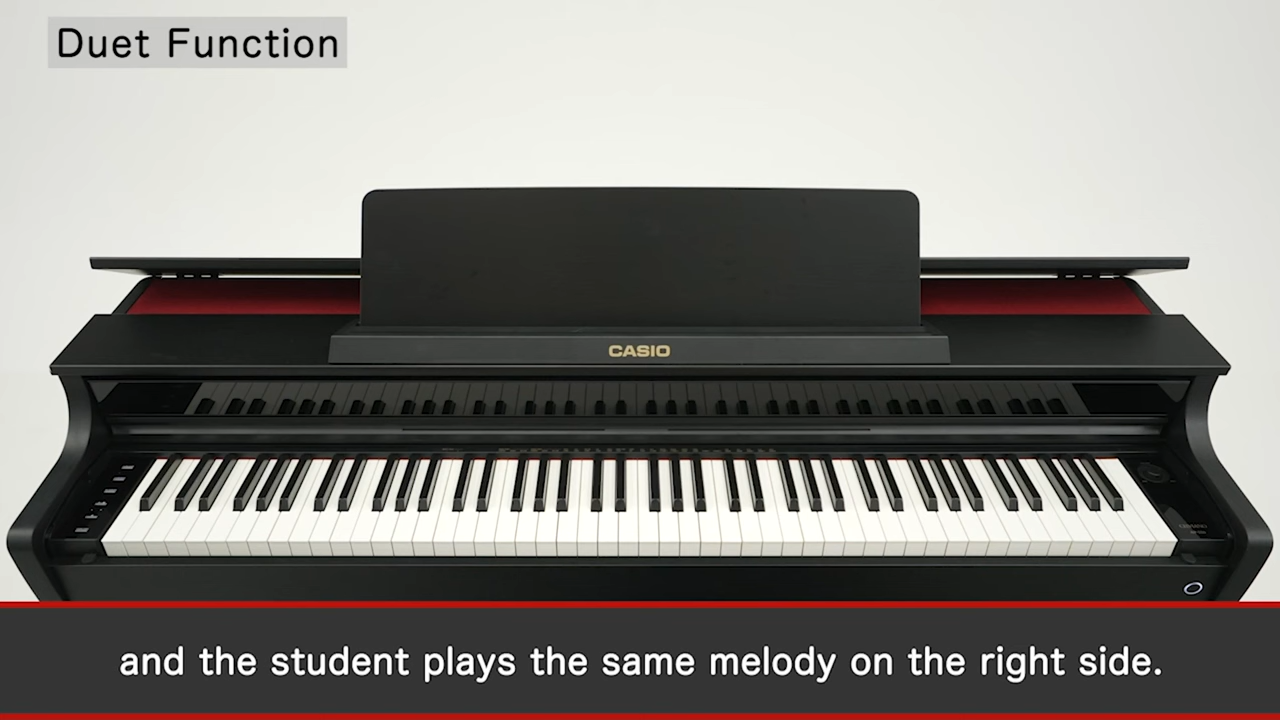 Duet Function
CASIO
and the student plays the same melody on the right side.